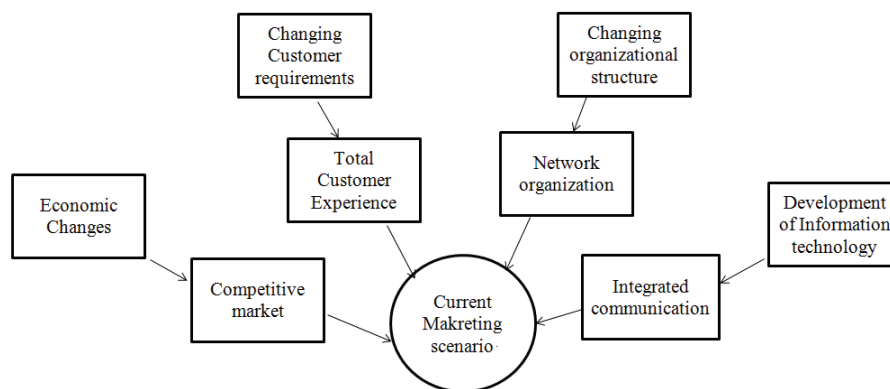 Changing
Customer
requirements
Changing
organizational
structure
Total
Customer
Experience
Network
organization
Economic
Changes
Development
of Information
technology
Competitive
market
Integrated
communication
Current
Makreting
scenario